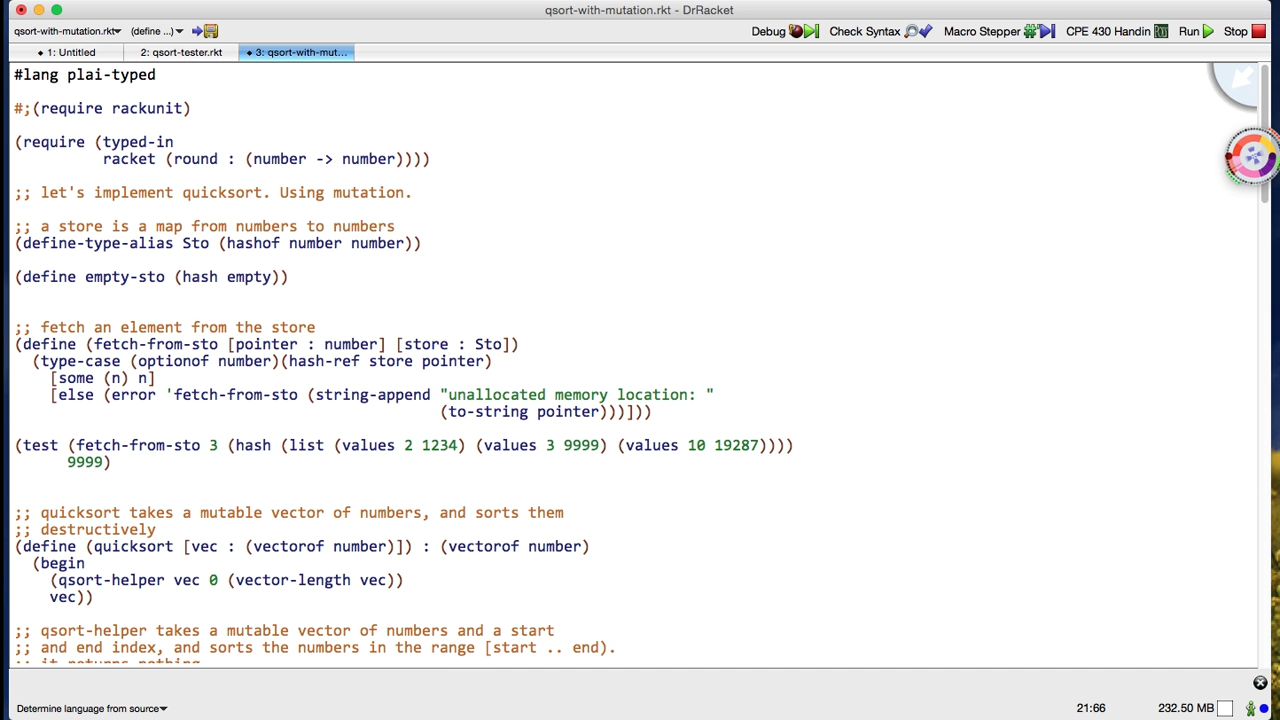 qsort-with-mutation.rkt - DrRacket
qsort-with-mutation.rkt (define ...) Debug Check Syntax Macro Stepper CPE 430 Handin Run Stop
1: Untitled 2: qsort-tester.rkt 3: qsort-with-mut...
#lang plai-typed
#;(require rackunit)
(require (typed-in
racket (round : (number -> number))))
;; let's implement quicksort. Using mutation.
;; a store is a map from numbers to numbers
(define-type-alias Sto (hashof number number))
(define empty-sto (hash empty))
;; fetch an element from the store
(define (fetch-from-sto [pointer : number] [store : Sto])
(type-case (optionof number)(hash-ref store pointer)
[some (n) n]
[else (error 'fetch-from-sto (string-append "unallocated memory location: "
(to-string pointer)))]))
(test (fetch-from-sto 3 (hash (list (values 2 1234) (values 3 9999) (values 10 19287))))
9999)
;; quicksort takes a mutable vector of numbers, and sorts them
;; destructively
(define (quicksort [vec : (vectorof number)]) : (vectorof number)
(begin
(qsort-helper vec 0 (vector-length vec))
vec))
;; qsort-helper takes a mutable vector of numbers and a start
;; and end index, and sorts the numbers in the range [start .. end).
;; it returns nothing
Determine language from source 21:66 232.50 MB